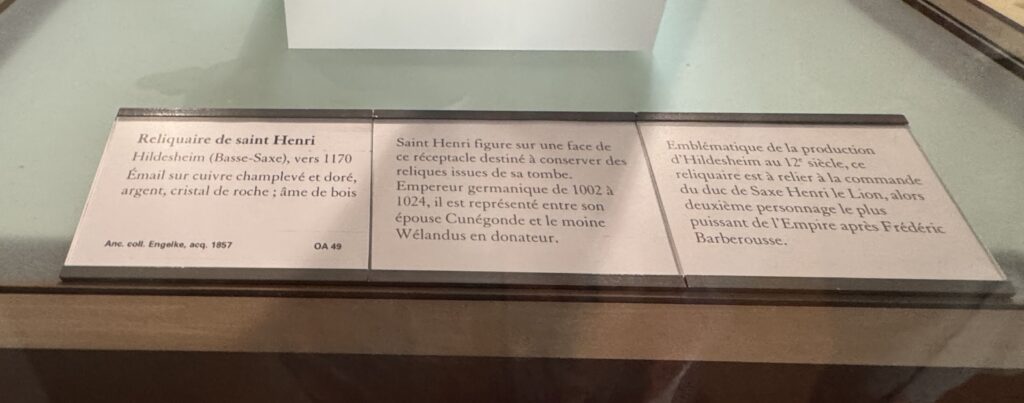 Reliquaire de saint Henri
Hildesheim (Basse-Saxe), vers 1170
Émail sur cuivre champlevé et doré,
argent, cristal de roche ; âme de bois
Anc. coll. Engelke, acq. 1857 OA 49
Saint Henri figure sur une face de
ce réceptacle destiné à conserver des
reliques issues de sa tombe.
Empereur germanique de 1002 à
1024, il est représenté entre son
épouse Cunégonde et le moine
Wélandus en donateur.
Emblématique de la production
d'Hildesheim au 12e siècle, ce
reliquaire est à relier à la commande
du duc de Saxe Henri le Lion, alors
deuxième personnage le plus
puissant de l'Empire après Frédéric
Barberousse.